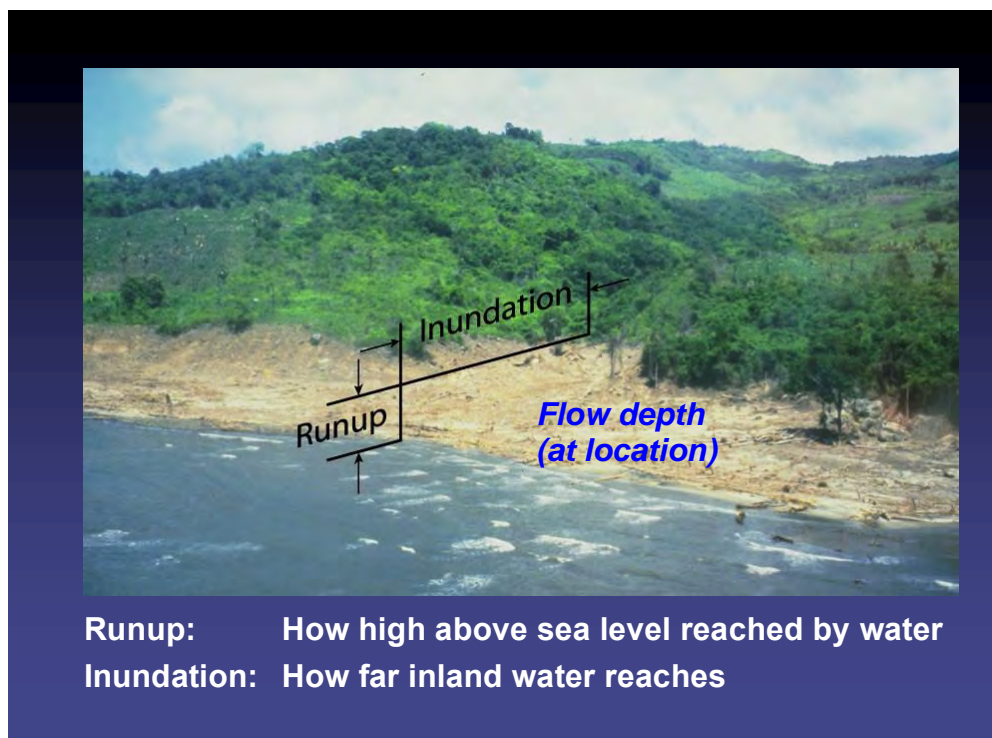 Inundation
Runup
Flow depth
(at location)
Runup: How high above sea level reached by water
Inundation: How far inland water reaches